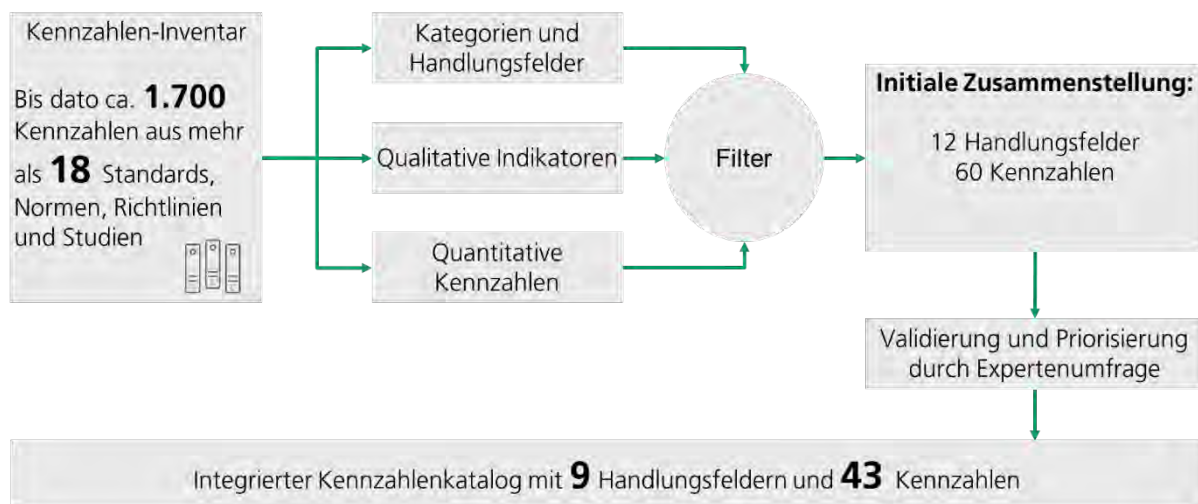 Kennzahlen-Inventar
Bis dato ca. 1.700
Kennzahlen aus mehr
als 18 Standards,
Normen, Richtlinien
und Studien
Kategorien und
Handlungsfelder
Qualitative Indikatoren
Quantitative
Kennzahlen
Filter
Initiale Zusammenstellung:
12 Handlungsfelder
60 Kennzahlen
Validierung und Priorisierung
durch Expertenumfrage
Integrierter Kennzahlenkatalog mit 9 Handlungsfeldern und 43 Kennzahlen